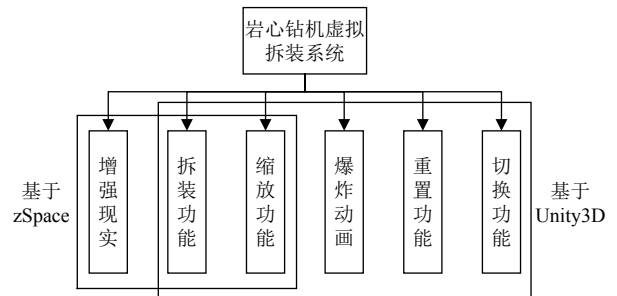 岩心钻机虚拟
拆装系统
基于
zSpace
增强现实
拆装功能
缩放功能
爆炸动画
重置功能
切换功能
基于
Unity3D